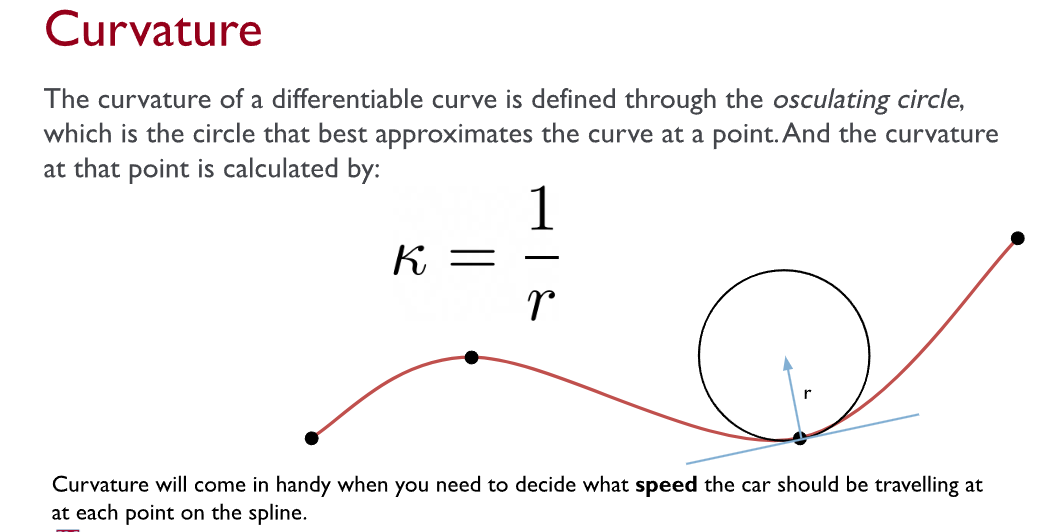 Curvature
The curvature of a differentiable curve is defined through the osculating circle,
which is the circle that best approximates the curve at a point. And the curvature
at that point is calculated by:
κ = 1/r
r
Curvature will come in handy when you need to decide what speed the car should be travelling at
at each point on the spline.